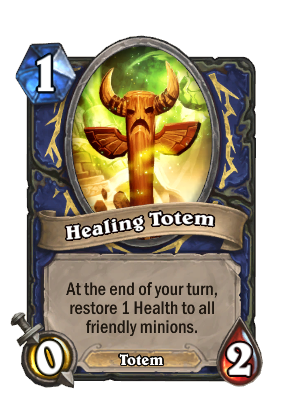 1
Healing Totem
At the end of your turn,
restore 1 Health to all
friendly minions.
0
Totem
2